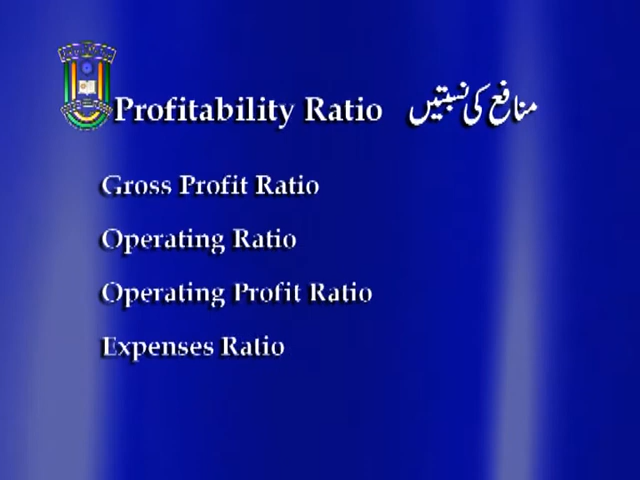 Profitability Ratio منافع کی نسبتیں
Gross Profit Ratio
Operating Ratio
Operating Profit Ratio
Expenses Ratio